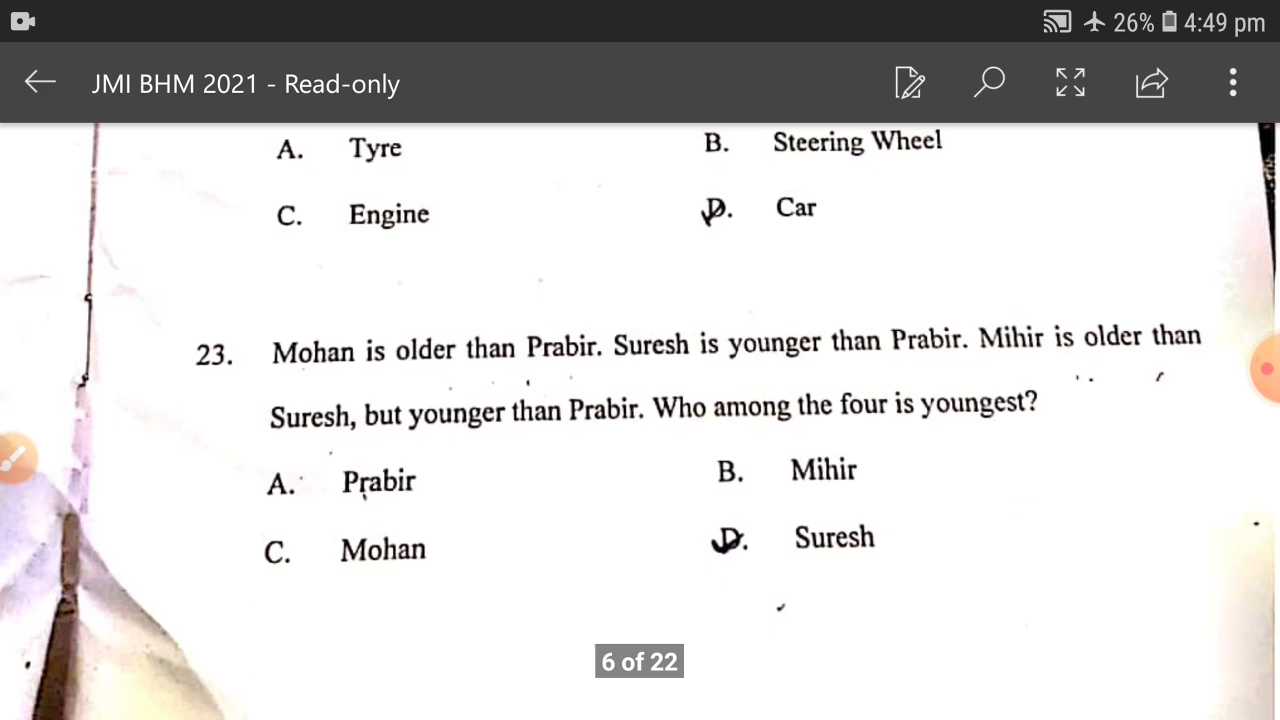 26% 4:49 pm
JMI BHM 2021 - Read-only
A. Tyre B. Steering Wheel
C. Engine D. Car
23. Mohan is older than Prabir. Suresh is younger than Prabir. Mihir is older than
Suresh, but younger than Prabir. Who among the four is youngest?
A. Prabir B. Mihir
C. Mohan D. Suresh
6 of 22